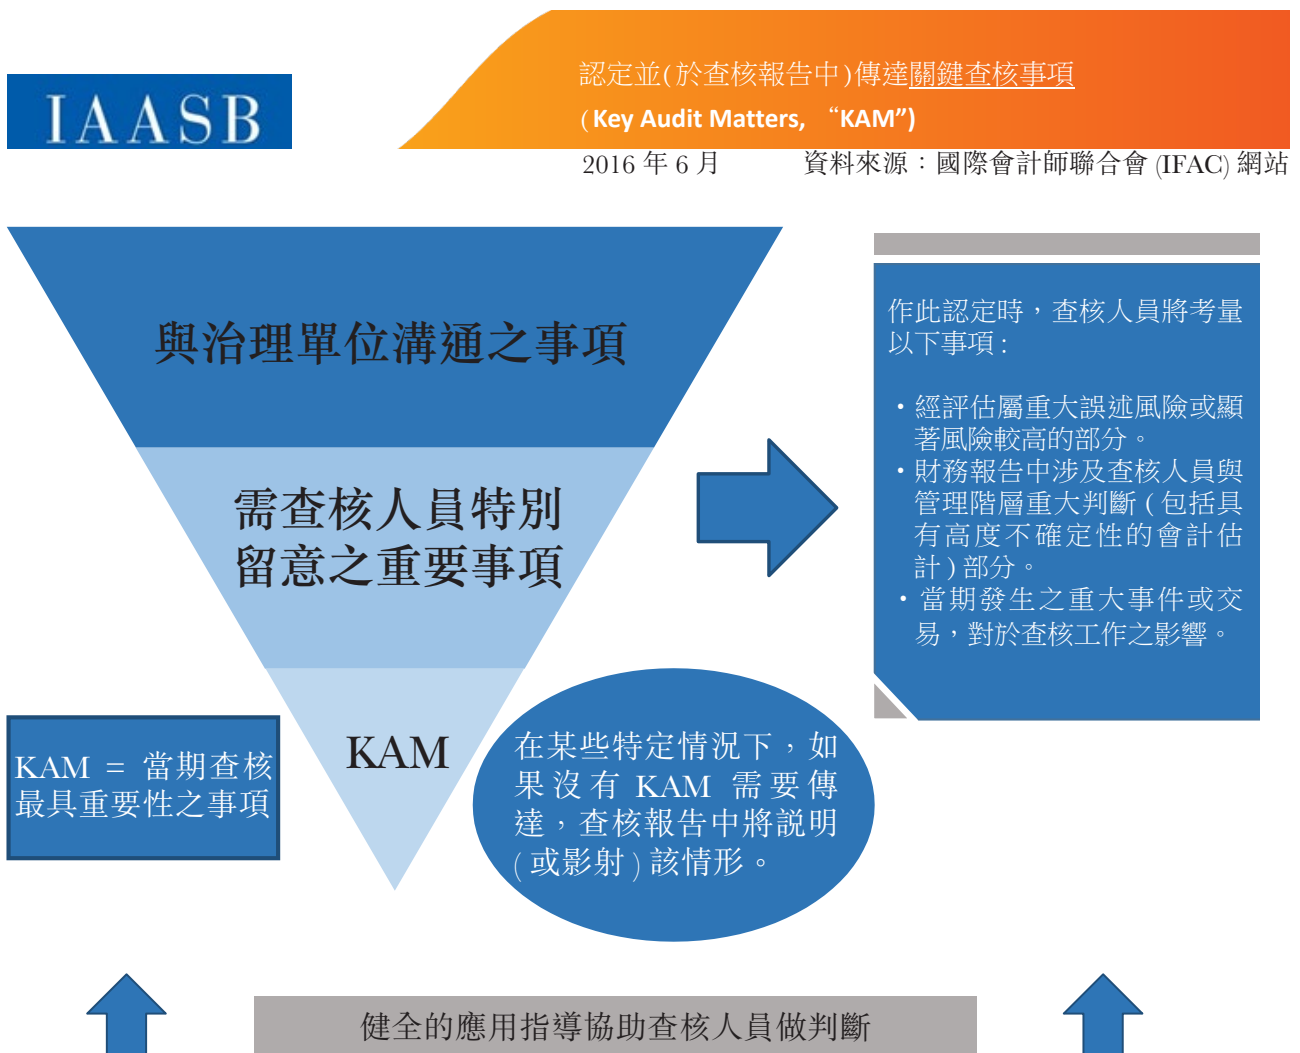 IAASB
認定並(於查核報告中)傳達關鍵查核事項
(Key Audit Matters, “KAM”)
2016 年 6 月 資料來源：國際會計師聯合會 (IFAC) 網站
與治理單位溝通之事項
需查核人員特別
留意之重要事項
KAM
作此認定時，查核人員將考量
以下事項：
・經評估屬重大誤述風險或顯
著風險較高的部分。
・財務報告中涉及查核人員與
管理階層重大判斷 (包括具
有高度不確定性的會計估
計) 部分。
・當期發生之重大事件或交
易，對於查核工作之影響。
KAM = 當期查核
最具重要性之事項
在某些特定情況下，如
果沒有 KAM 需要傳
達，查核報告中將說明
(或影射) 該情形。
健全的應用指導協助查核人員做判斷